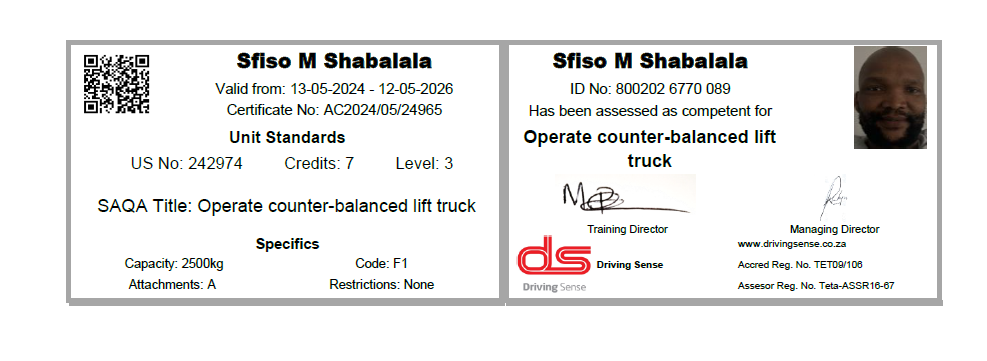 Sfiso M Shabalala
Valid from: 13-05-2024 - 12-05-2026
Certificate No: AC2024/05/24965
Unit Standards
US No: 242974 Credits: 7 Level: 3
SAQA Title: Operate counter-balanced lift truck
Specifics
Capacity: 2500kg Code: F1
Attachments: A Restrictions: None
Sfiso M Shabalala
ID No: 800202 6770 089
Has been assessed as competent for
Operate counter-balanced lift
truck
Training Director
Managing Director
www.drivingsense.co.za
ds
Driving Sense
Driving Sense
Accred Reg. No. TET09/106
Assesor Reg. No. Teta-ASSR16-67